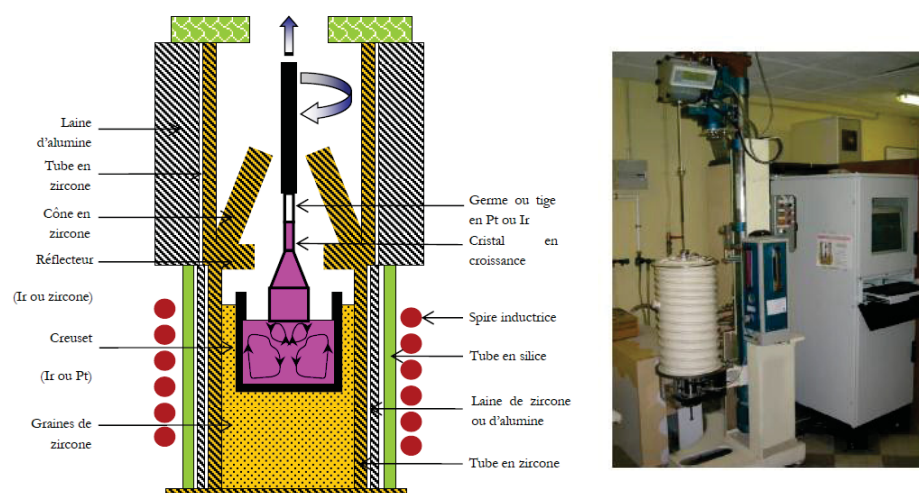 Laine
d'alumine
Tube en
zircone
Cône en
zircone
Réflecteur
(Ir ou zircone)
Creuset
(Ir ou Pt)
Graines de
zircone
Germe ou tige
en Pt ou Ir
Cristal en
croissance
Spire inductrice
Tube en silice
Laine de zircone
ou d'alumine
Tube en zircone